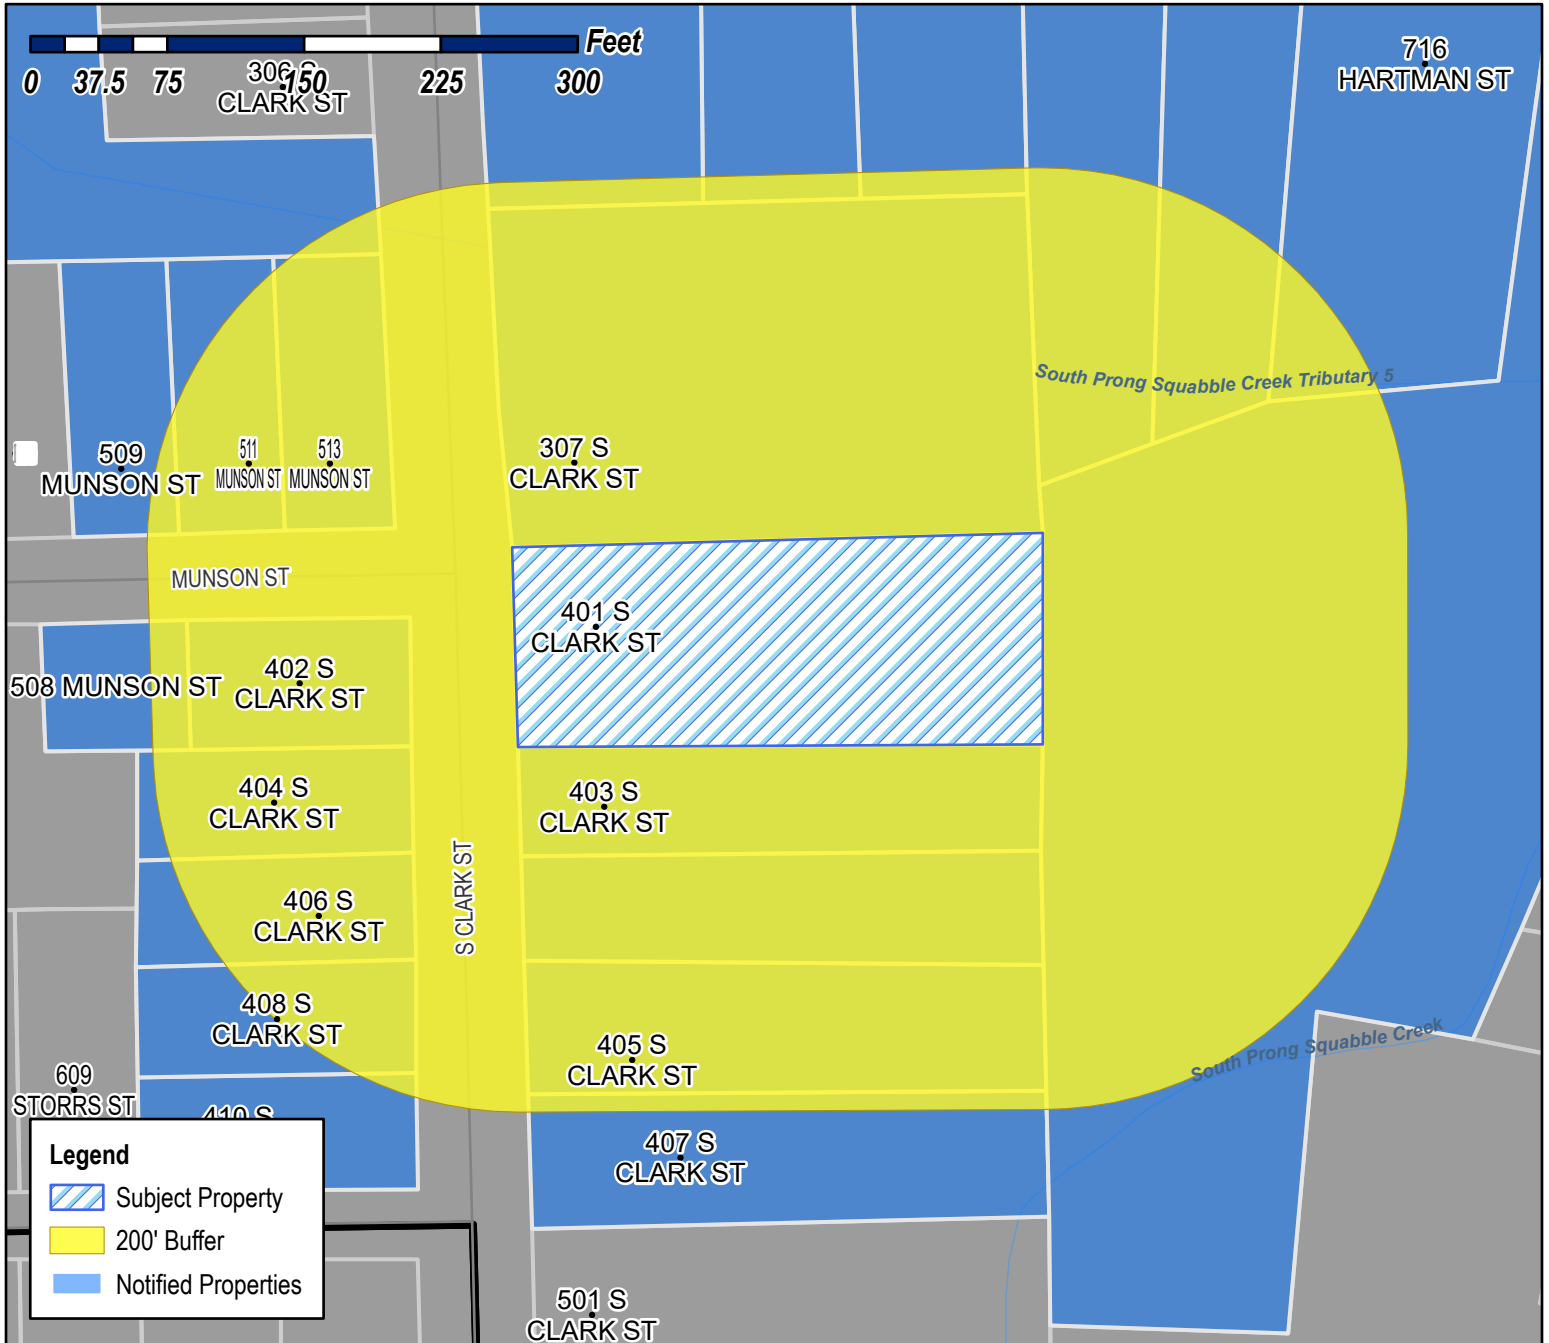 Feet
0 37.5 75 150 225 300
306 S
CLARK ST
716
HARTMAN ST
South Prong Squabble Creek Tributary 5
509
MUNSON ST
511
MUNSON ST
513
MUNSON ST
307 S
CLARK ST
MUNSON ST
401 S
CLARK ST
508 MUNSON ST
402 S
CLARK ST
404 S
CLARK ST
403 S
CLARK ST
S CLARK ST
406 S
CLARK ST
408 S
CLARK ST
405 S
CLARK ST
South Prong Squabble Creek
609
STORRS ST
410 S
407 S
CLARK ST
Legend
Subject Property
200' Buffer
Notified Properties
501 S
CLARK ST